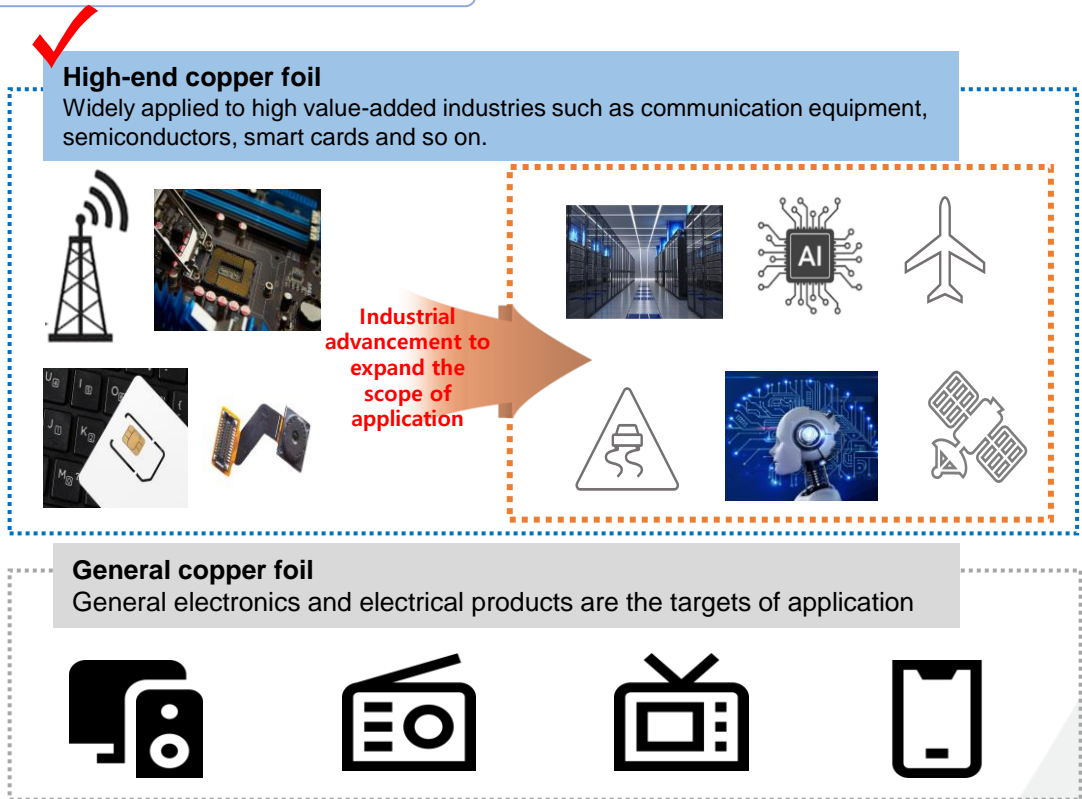 High-end copper foil
Widely applied to high value-added industries such as communication equipment,
semiconductors, smart cards and so on.
AI
Industrial
advancement to
expand the
scope of
application
General copper foil
General electronics and electrical products are the targets of application